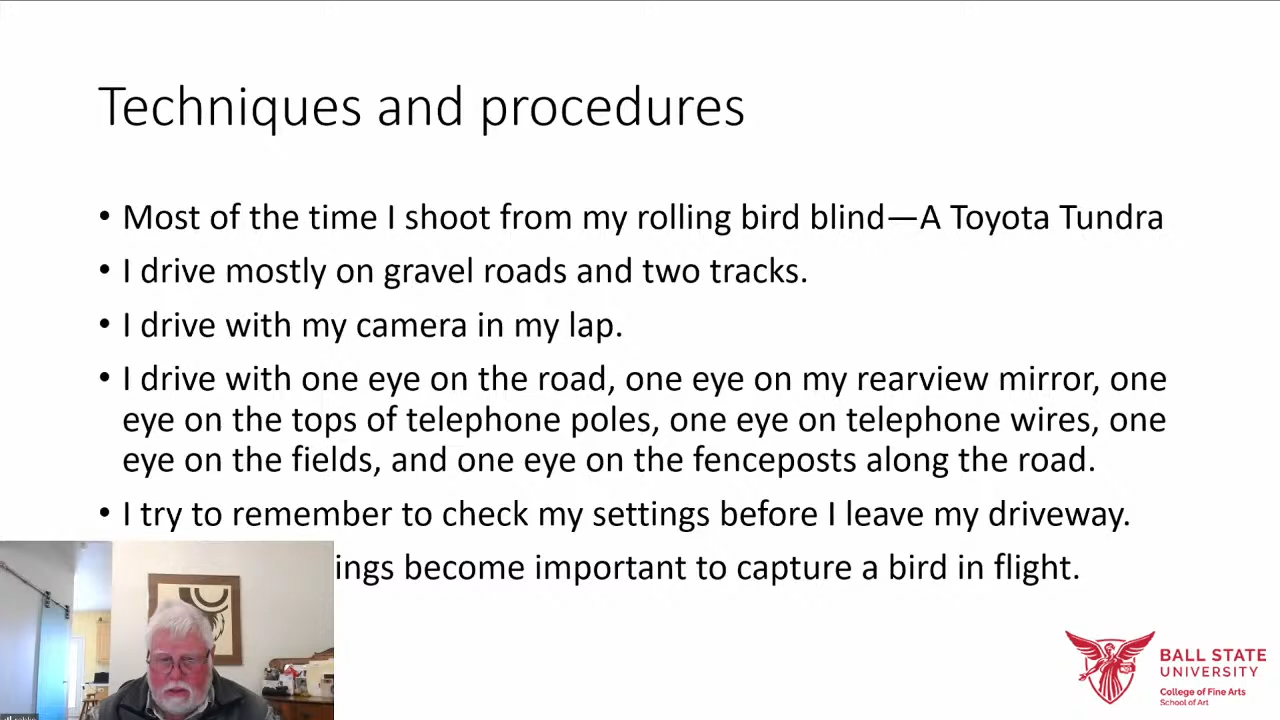 Techniques and procedures
• Most of the time I shoot from my rolling bird blind—A Toyota Tundra
• I drive mostly on gravel roads and two tracks.
• I drive with my camera in my lap.
• I drive with one eye on the road, one eye on my rearview mirror, one
eye on the tops of telephone poles, one eye on telephone wires, one
eye on the fields, and one eye on the fenceposts along the road.
• I try to remember to check my settings before I leave my driveway.
ings become important to capture a bird in flight.
BALL STATE
UNIVERSITY
College of Fine Arts
School of Art